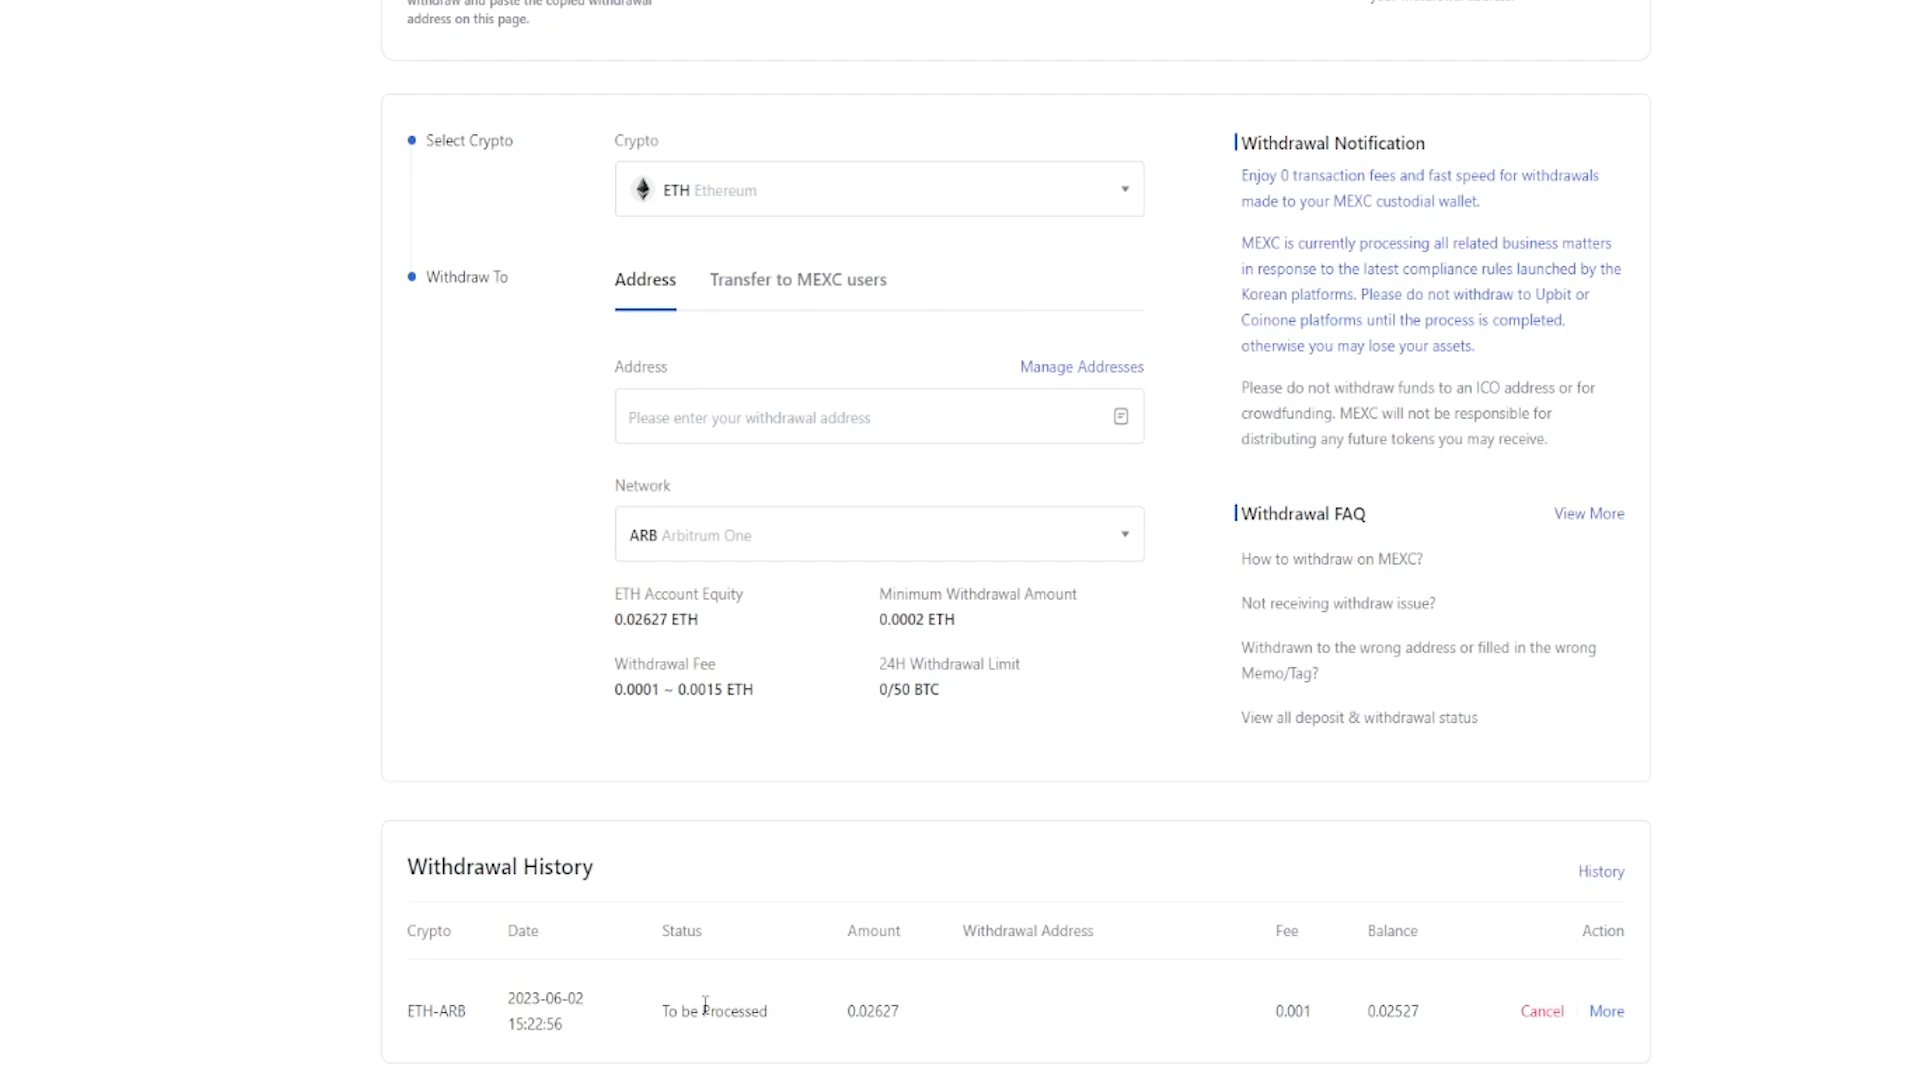 withdraw and paste the copied withdrawal
address on this page.
Select Crypto
Crypto
ETH Ethereum
Withdraw To
Address Transfer to MEXC users
Address Manage Addresses
Please enter your withdrawal address
Network
ARB Arbitrum One
ETH Account Equity Minimum Withdrawal Amount
0.02627 ETH 0.0002 ETH
Withdrawal Fee 24H Withdrawal Limit
0.0001 ~ 0.0015 ETH 0/50 BTC
Withdrawal Notification
Enjoy 0 transaction fees and fast speed for withdrawals
made to your MEXC custodial wallet.
MEXC is currently processing all related business matters
in response to the latest compliance rules launched by the
Korean platforms. Please do not withdraw to Upbit or
Coinone platforms until the process is completed.
otherwise you may lose your assets.
Please do not withdraw funds to an ICO address or for
crowdfunding. MEXC will not be responsible for
distributing any future tokens you may receive.
Withdrawal FAQ View More
How to withdraw on MEXC?
Not receiving withdraw issue?
Withdrawn to the wrong address or filled in the wrong
Memo/Tag?
View all deposit & withdrawal status
Withdrawal History
History
Crypto Date Status Amount Withdrawal Address Fee Balance Action
ETH-ARB 2023-06-02 To be Processed 0.02627 0.001 0.02527 Cancel More
15:22:56